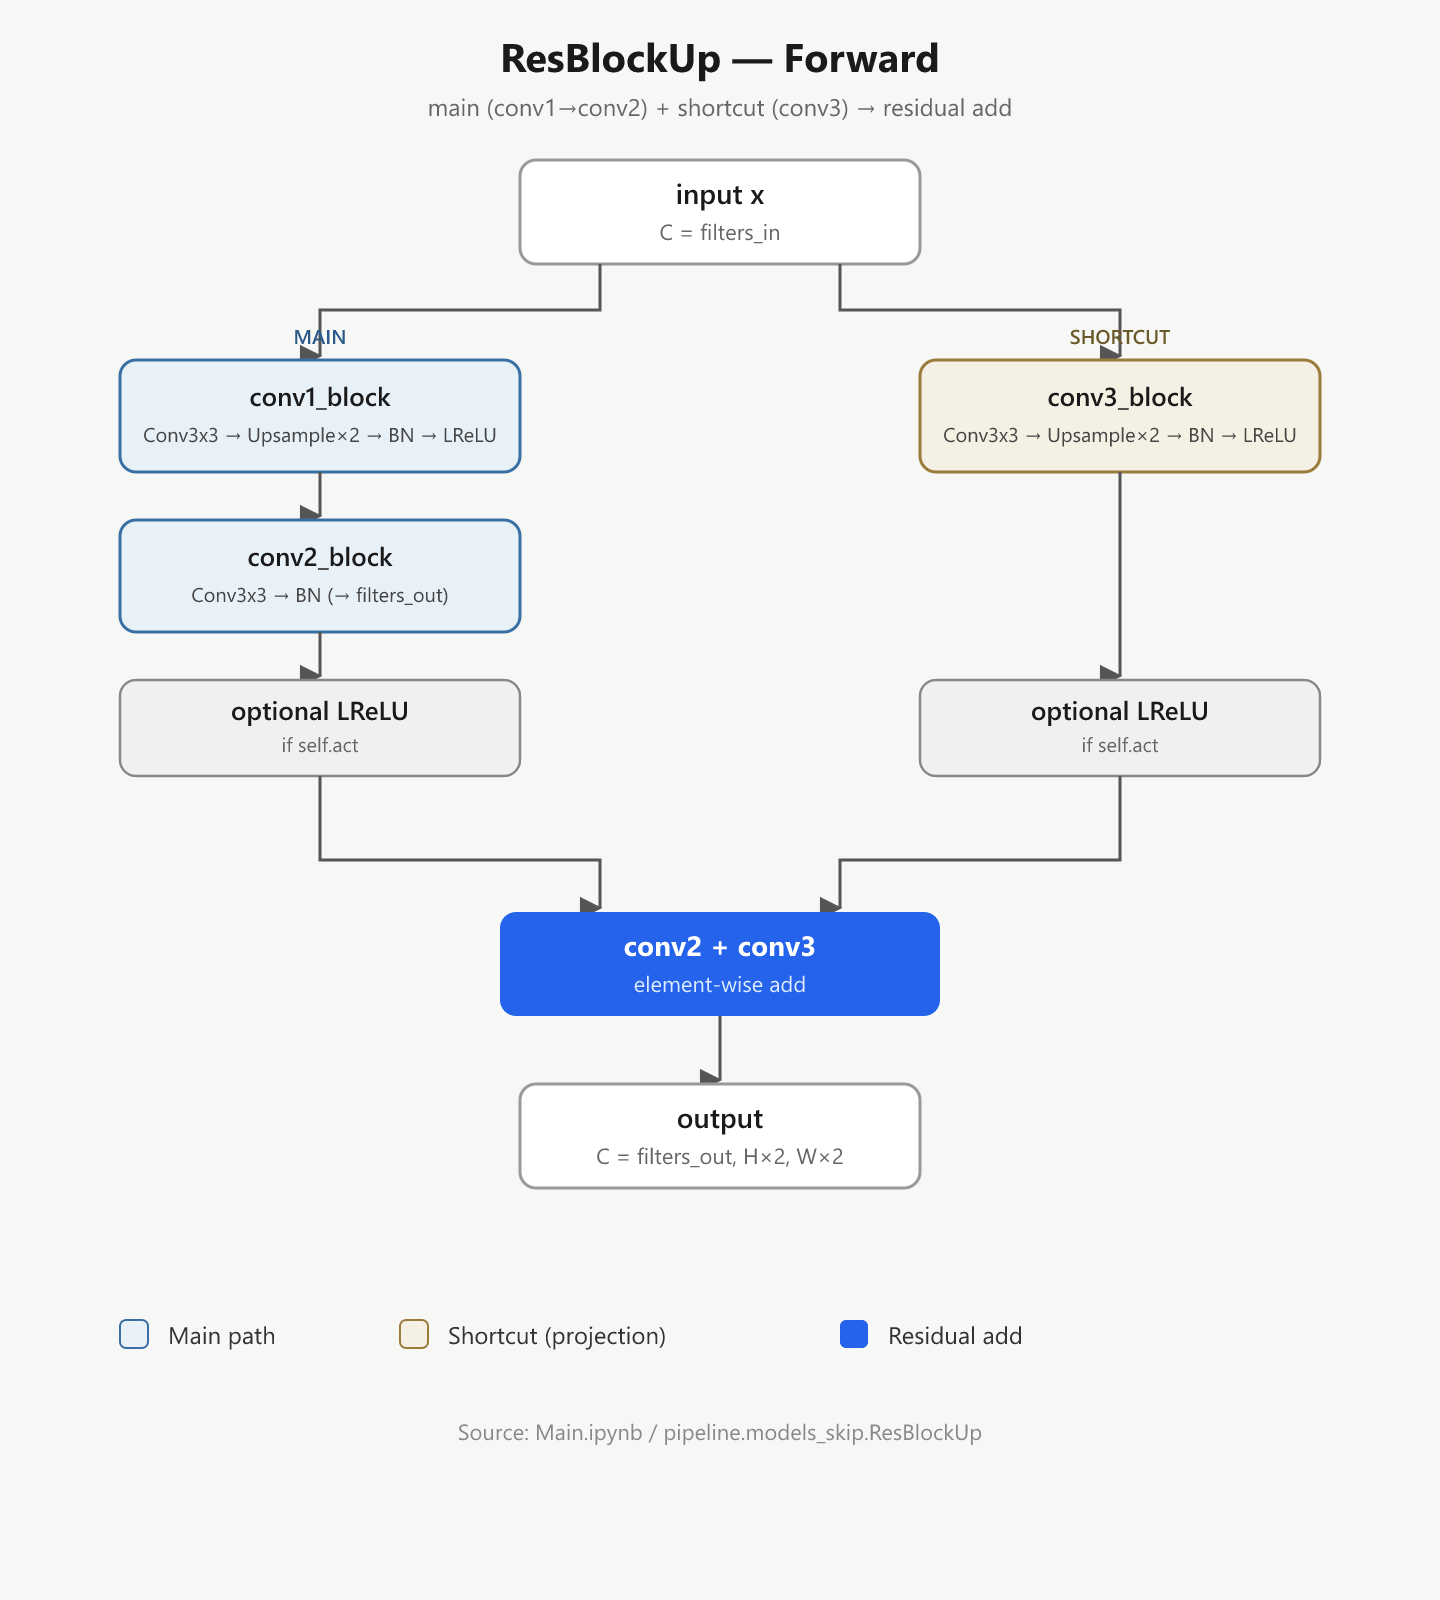 ResBlockUp — Forward
main (conv1→conv2) + shortcut (conv3) → residual add
input x
C = filters_in
MAIN
SHORTCUT
conv1_block
Conv3x3 → Upsample×2 → BN → LReLU
conv3_block
Conv3x3 → Upsample×2 → BN → LReLU
conv2_block
Conv3x3 → BN (→ filters_out)
optional LReLU
if self.act
optional LReLU
if self.act
conv2 + conv3
element-wise add
output
C = filters_out, H×2, W×2
Main path
Shortcut (projection)
Residual add
Source: Main.ipynb / pipeline.models_skip.ResBlockUp